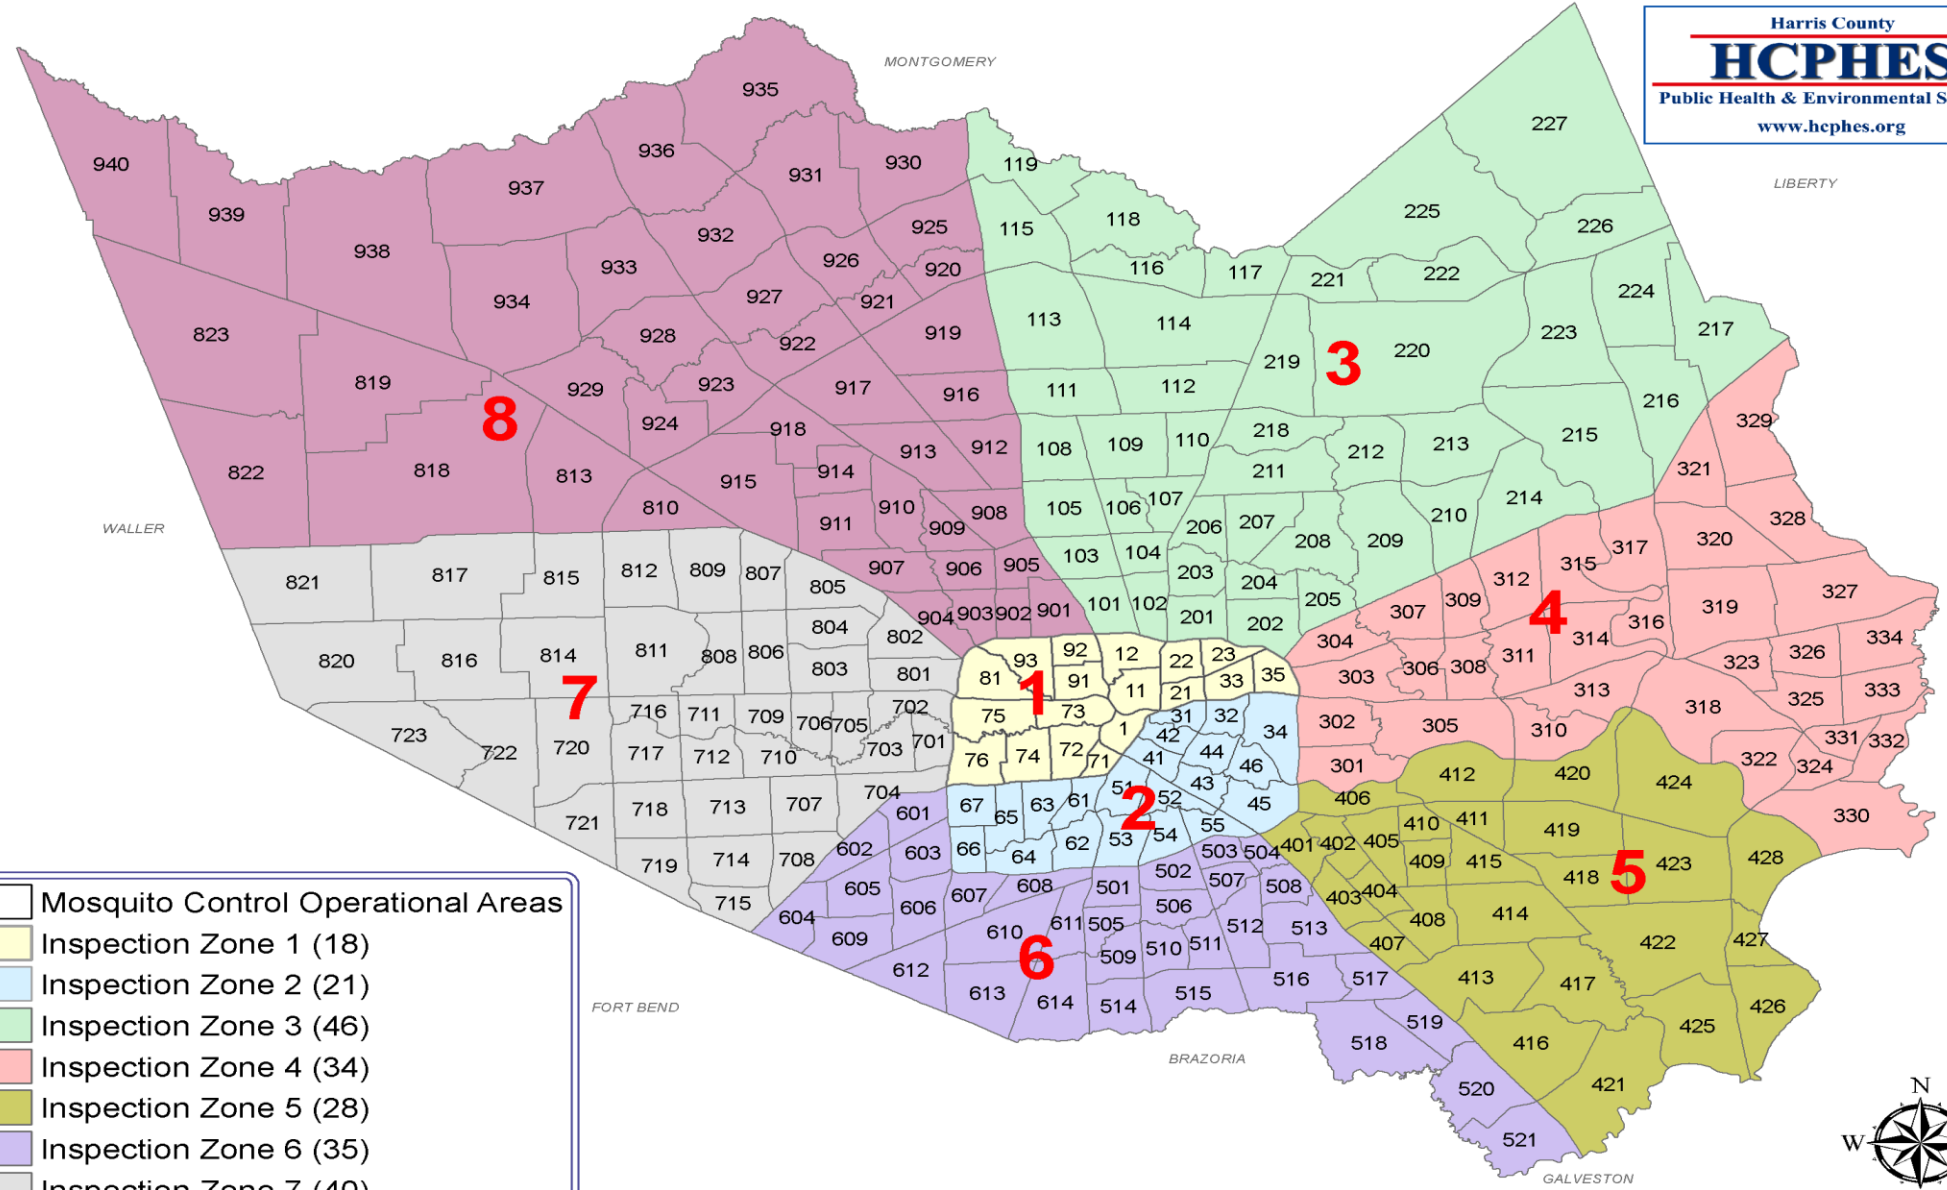 Harris County
HCPHES
Public Health & Environmental S
www.hcphes.org
MONTGOMERY
LIBERTY
WALLER
FORT BEND
BRAZORIA
GALVESTON
935
227
940 936 931 930 119
937 939 225 118 226
938 932 925 115
933 926 920 116 117 221 222
934 927 921 224
823 928 922 919 113 114 223 217
219 3 220
819 929 923 917 916 111 112 216
8 924 918 218 329
822 818 813 915 914 913 912 108 109 110 211 212 213 215 321
810 911 910 909 908 105 106 107 206 207 208 209 210 214 328
821 817 815 812 809 807 805 907 906 905 103 104 203 204 205 312 315 317 320
904 903 902 901 101 102 201 202 307 309 4 316 319 327
820 816 814 811 808 806 804 803 802 801 304 303 306 308 311 314 313 323 326 334
7 81 93 92 91 12 11 22 21 23 33 35
1 75 73 1 72 71 74 76
723 722 720 716 711 709 706 705 702 717 712 710 703 701 704
31 32 34 42 44 41 46 43 45 302 305 310 318 325 333
301 322 324 331 332 330
721 718 713 707 719 714 708 715
67 65 63 61 51 52 2 66 64 62 53 54 55
601 602 603 605 604 606 609 607 608 610 611 612 613 614 6
501 502 503 504 505 506 507 508 509 510 511 512 513 514 515 516 517 518 519 520 521
406 412 420 424 401 402 405 410 411 419 409 415 418 5 423 428
403 404 408 414 407 422 427 413 417 426 425 416 421
Mosquito Control Operational Areas
Inspection Zone 1 (18)
Inspection Zone 2 (21)
Inspection Zone 3 (46)
Inspection Zone 4 (34)
Inspection Zone 5 (28)
Inspection Zone 6 (35)
Inspection Zone 7 (40)
N
W